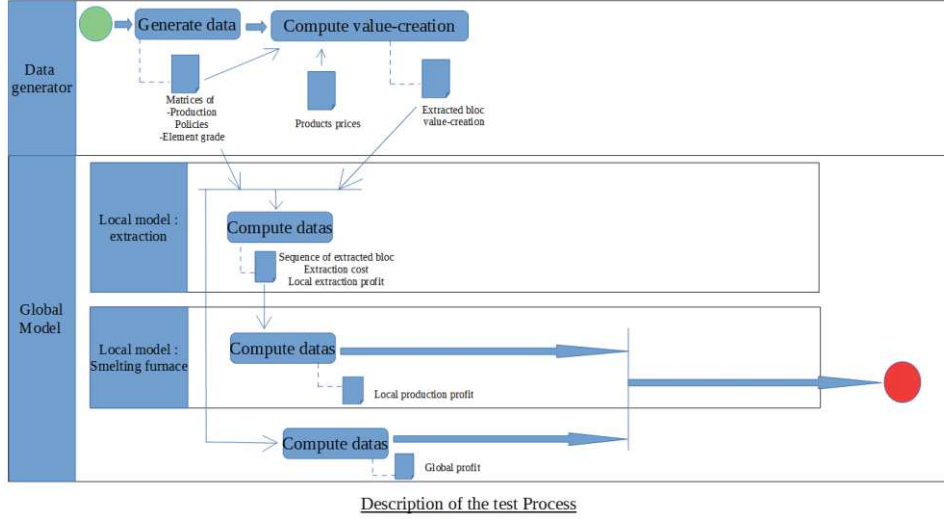 Data
generator
Generate data
Compute value-creation
Matrices of
-Production
Policies
-Element grade
Products prices
Extracted bloc
value-creation
Global
Model
Local model :
extraction
Compute datas
Sequence of extracted bloc
Extraction cost
Local extraction profit
Local model :
Smelting furnace
Compute datas
Local production profit
Compute datas
Global profit
Description of the test Process